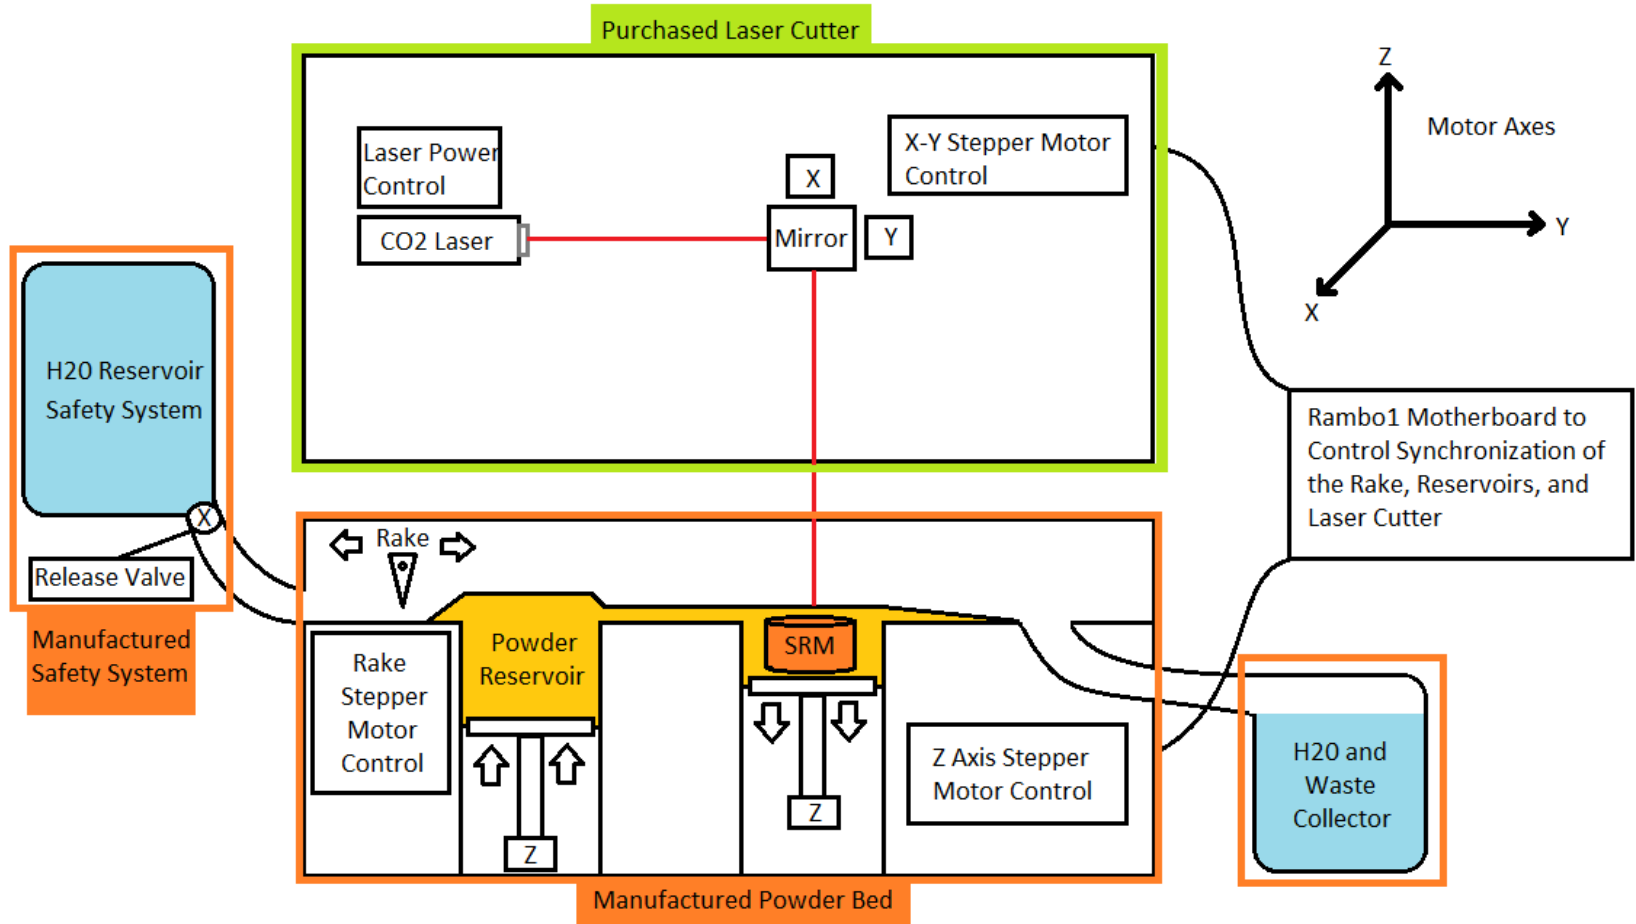 Purchased Laser Cutter
Z
Motor Axes
Y
X
Laser Power
Control
CO2 Laser
X
Mirror
Y
X-Y Stepper Motor
Control
H20 Reservoir
Safety System
X
Release Valve
Manufactured
Safety System
Rambo1 Motherboard to
Control Synchronization of
the Rake, Reservoirs, and
Laser Cutter
Rake
Rake
Stepper
Motor
Control
Powder
Reservoir
Z
SRM
Z
Z Axis Stepper
Motor Control
H20 and
Waste
Collector
Manufactured Powder Bed